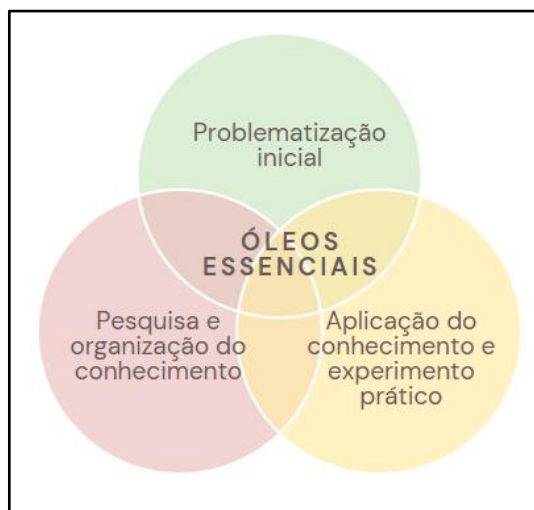 Problematização
inicial
ÓLEOS
ESSENCIAIS
Pesquisa e
organização do
conhecimento
Aplicação do
conhecimento e
experimento
prático